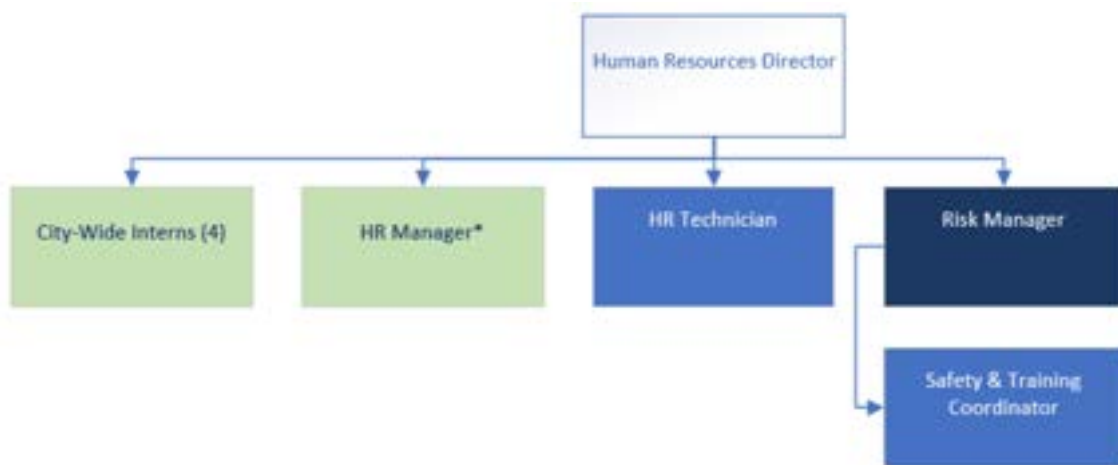 Human Resources Director
City-Wide Interns (4)
HR Manager*
HR Technician
Risk Manager
Safety & Training
Coordinator